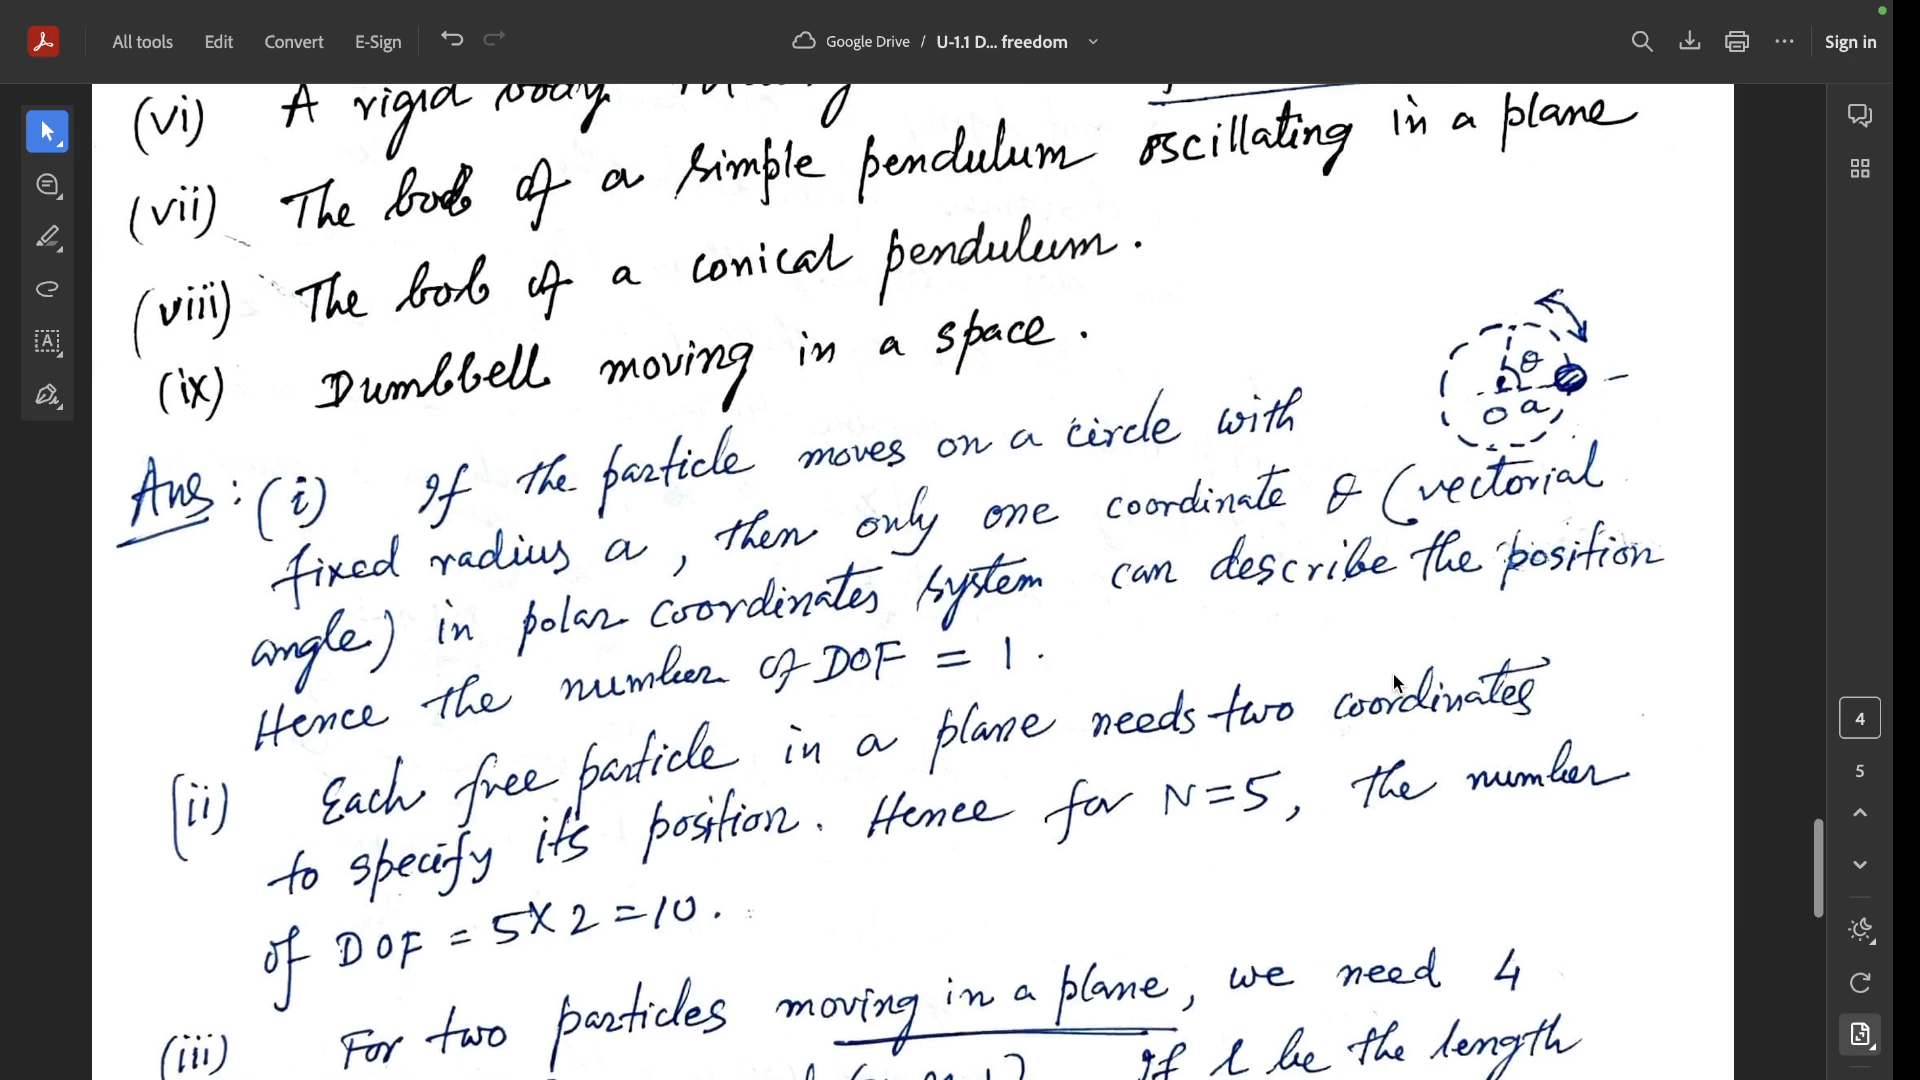 All tools Edit Convert E-Sign Google Drive / U-1.1 D... freedom Sign in
(vi) A rigid body
(vii) The bob of a simple pendulum oscillating in a plane
(viii) The bob of a conical pendulum.
(ix) Dumbbell moving in a space.
θ
O a
Ans: (i) If the particle moves on a circle with
fixed radius a, then only one coordinate θ (vectorial
angle) in polar coordinates system can describe the position
Hence the number of DOF = 1.
(ii) Each free particle in a plane needs two coordinates
to specify its position. Hence for N=5, the number
of DOF = 5×2=10.
(iii) For two particles moving in a plane, we need 4
If l be the length
4
5